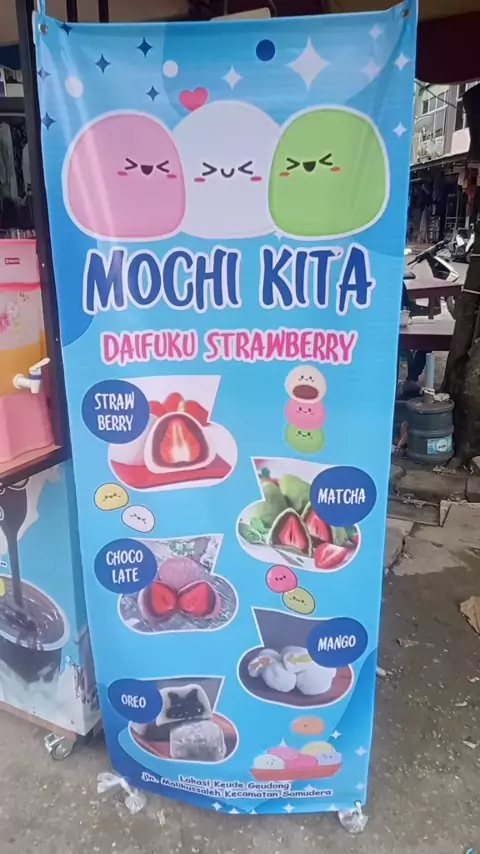 MOCHI KITA
DAIFUKU STRAWBERRY
STRAW
BERRY
MATCHA
CHOCO
LATE
MANGO
OREO
Lokasi Keude Geudong
Jln. Malikussaleh Kecamatan Samudera